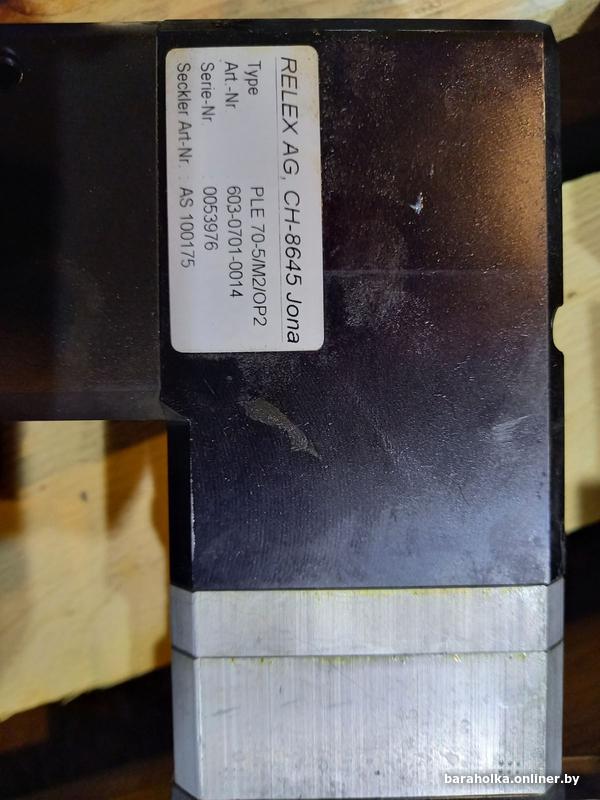 RELEX AG, CH-8645 Jona
Type PLE 70-5/M2/OP2
Art.-Nr 603-0701-0014
Serie-Nr 0053976
Seckler Art-Nr. : AS 100175
baraholka.onliner.by